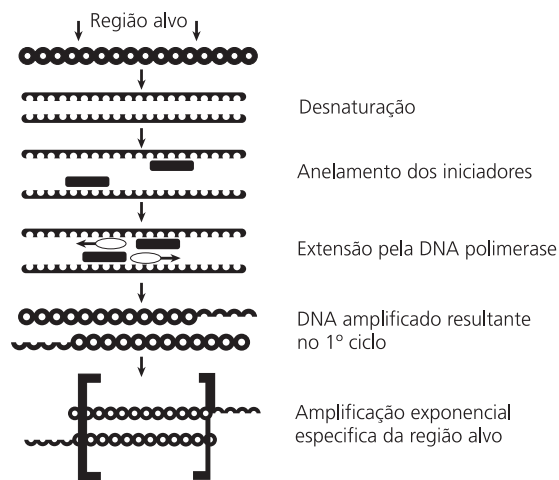 Região alvo
Desnaturação
Anelamento dos iniciadores
Extensão pela DNA polimerase
DNA amplificado resultante
no 1º ciclo
Amplificação exponencial
especifica da região alvo